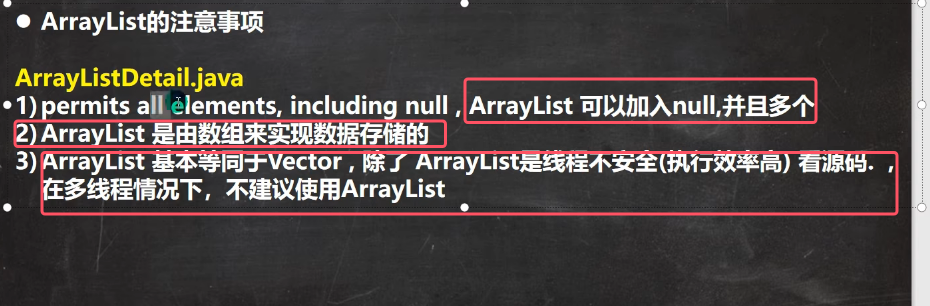 ● ArrayList的注意事项
ArrayListDetail.java
1) permits all elements, including null , ArrayList 可以加入null,并且多个
2) ArrayList 是由数组来实现数据存储的
3) ArrayList 基本等同于Vector , 除了 ArrayList是线程不安全(执行效率高) 看源码. ,
在多线程情况下，不建议使用ArrayList